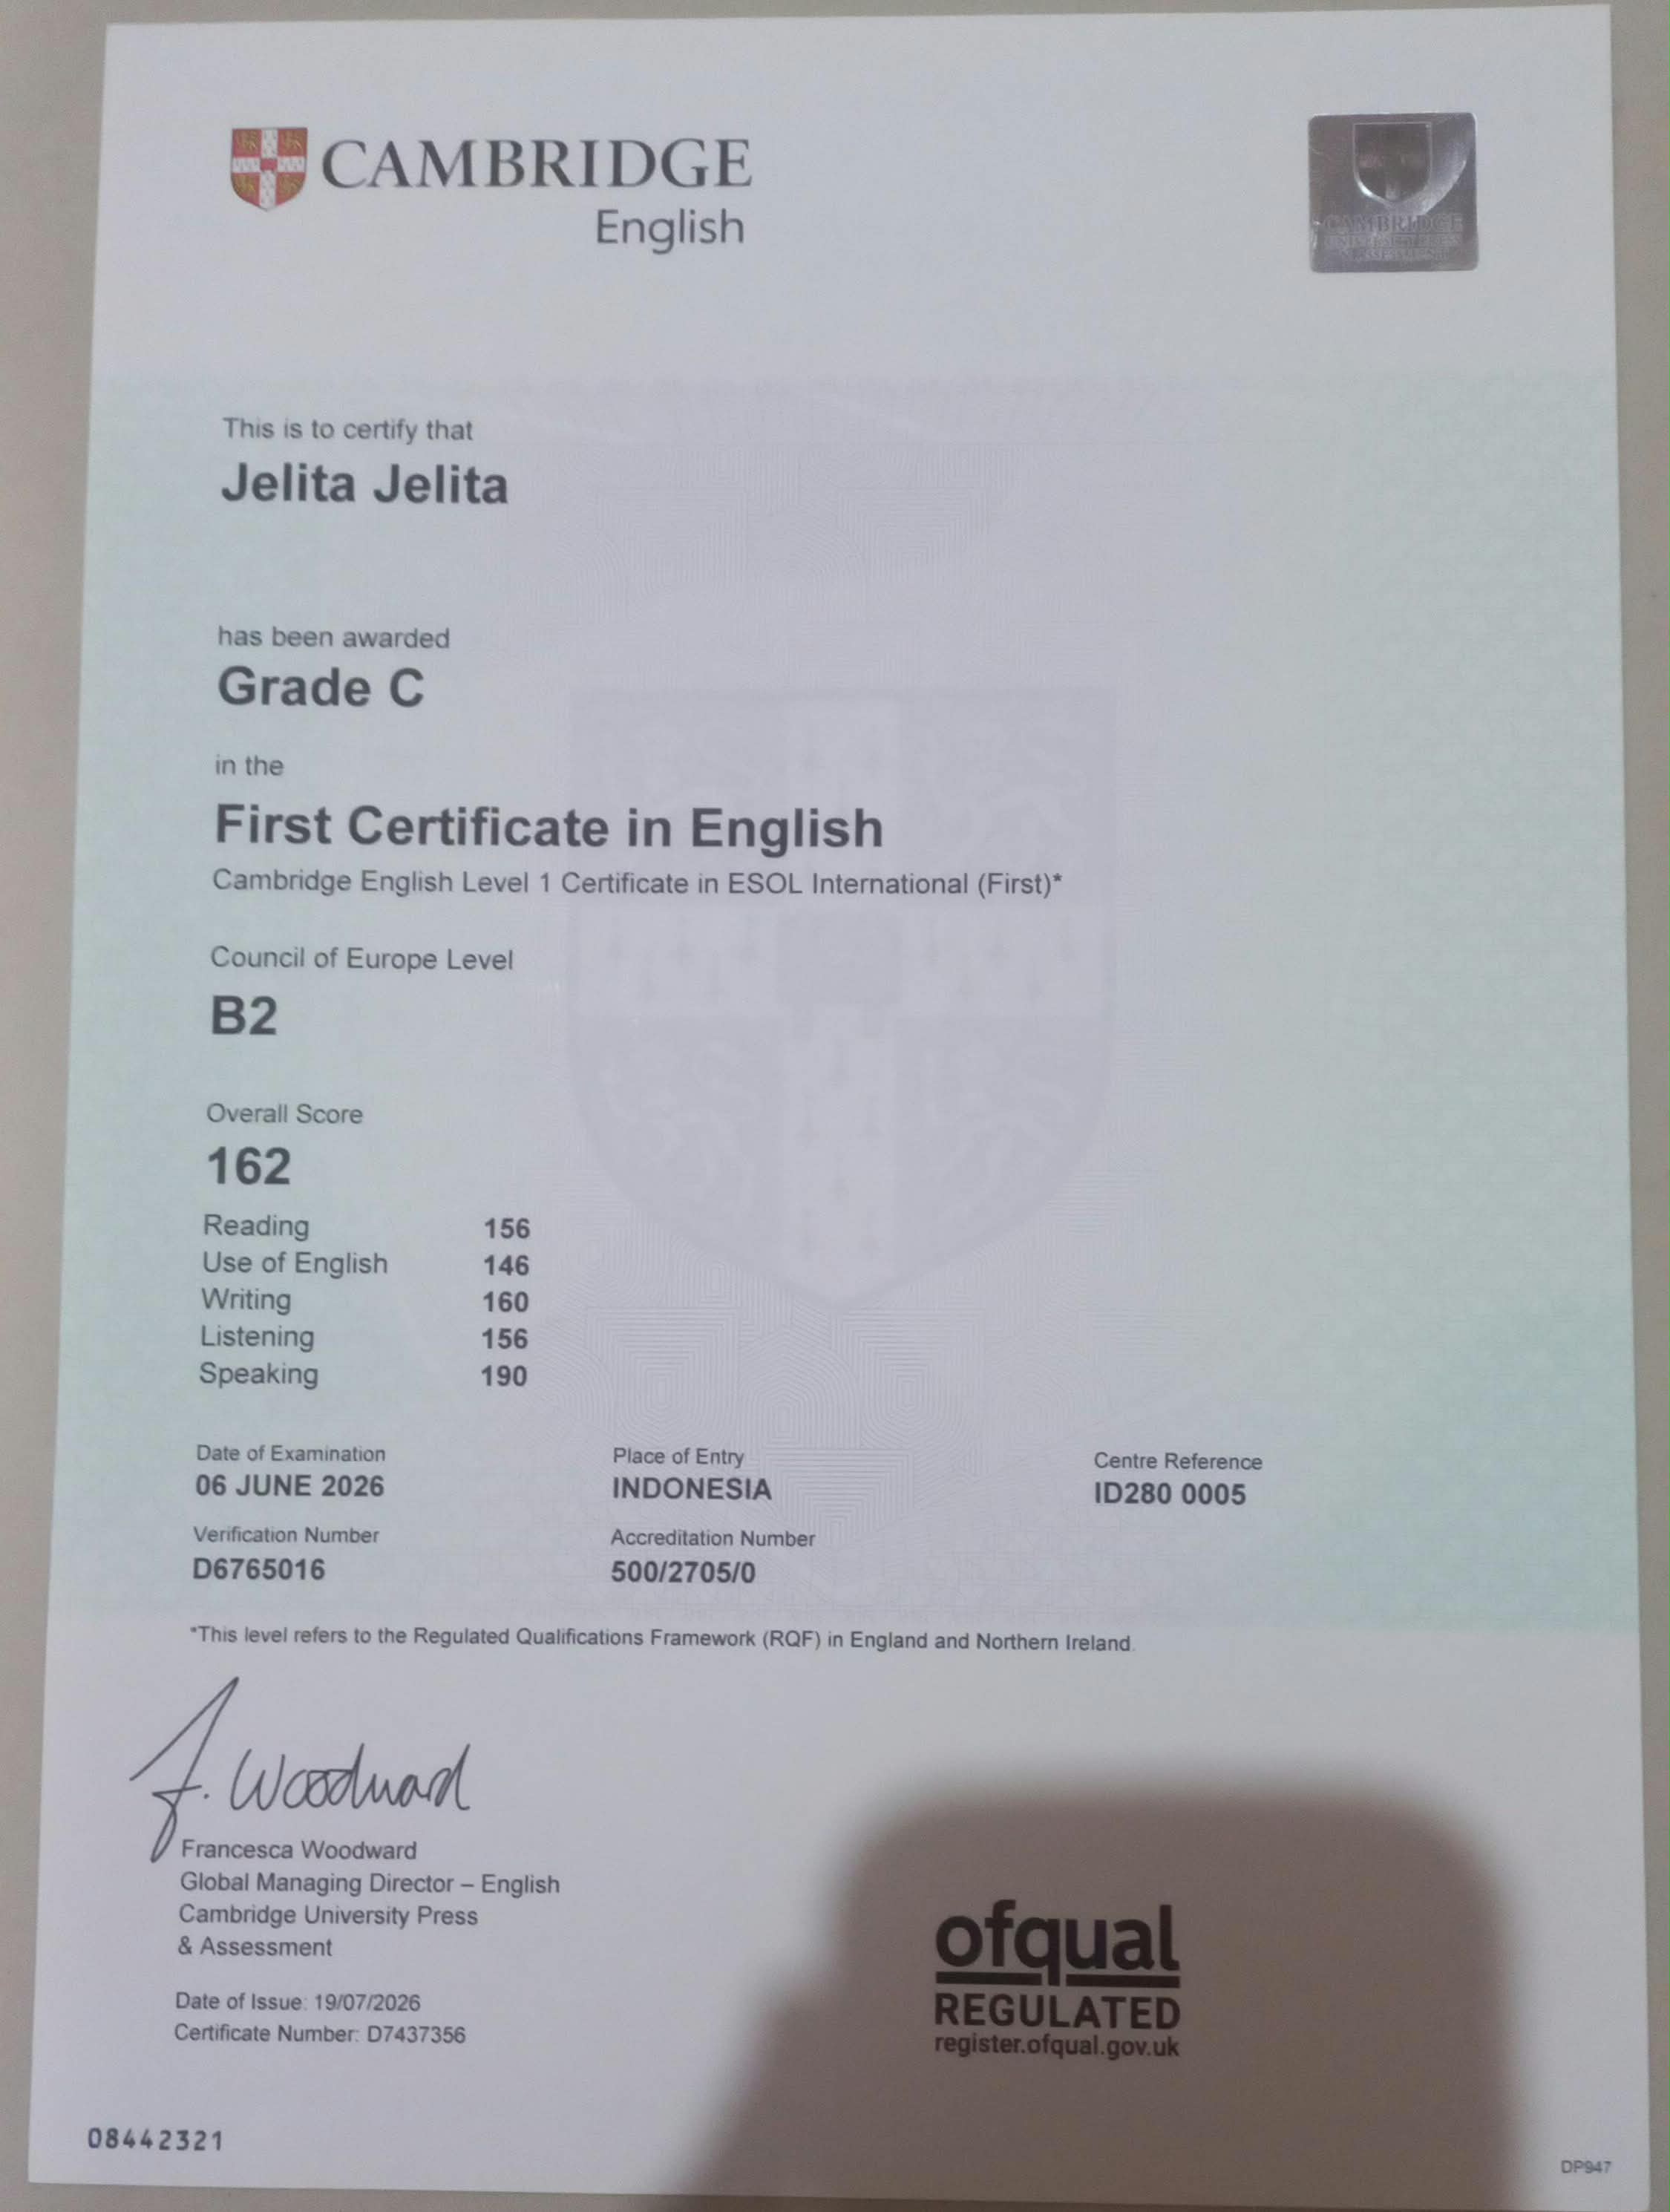 CAMBRIDGE
English
CAMBRIDGE
UNIVERSITY PRESS
& ASSESSMENT
This is to certify that
Jelita Jelita
has been awarded
Grade C
in the
First Certificate in English
Cambridge English Level 1 Certificate in ESOL International (First)*
Council of Europe Level
B2
Overall Score
162
Reading 156
Use of English 146
Writing 160
Listening 156
Speaking 190
Date of Examination Place of Entry Centre Reference
06 JUNE 2026 INDONESIA ID280 0005
Verification Number Accreditation Number
D6765016 500/2705/0
*This level refers to the Regulated Qualifications Framework (RQF) in England and Northern Ireland.
F. Woodward
Francesca Woodward
Global Managing Director – English
Cambridge University Press
& Assessment
Date of Issue: 19/07/2026
Certificate Number: D7437356
ofqual
REGULATED
register.ofqual.gov.uk
08442321
DP947